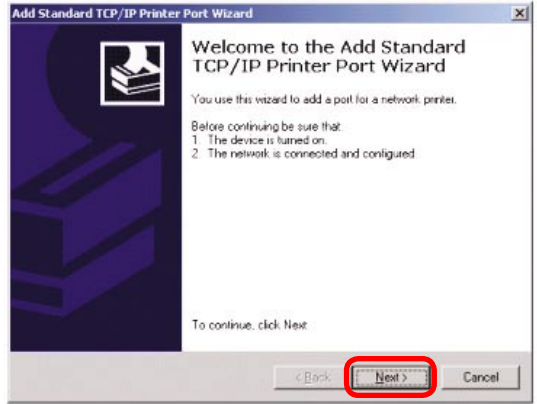 Add Standard TCP/IP Printer Port Wizard
Welcome to the Add Standard
TCP/IP Printer Port Wizard
You use this wizard to add a port for a network printer.
Before continuing be sure that:
1. The device is turned on.
2. The network is connected and configured.
To continue, click Next.
< Back
Next >
Cancel